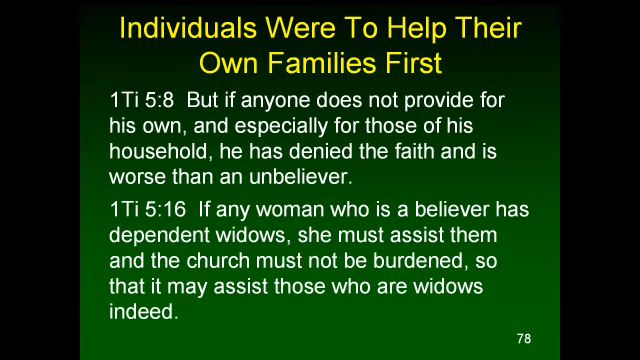 Individuals Were To Help Their
Own Families First
1Ti 5:8  But if anyone does not provide for
his own, and especially for those of his
household, he has denied the faith and is
worse than an unbeliever.
1Ti 5:16  If any woman who is a believer has
dependent widows, she must assist them
and the church must not be burdened, so
that it may assist those who are widows
indeed.
78